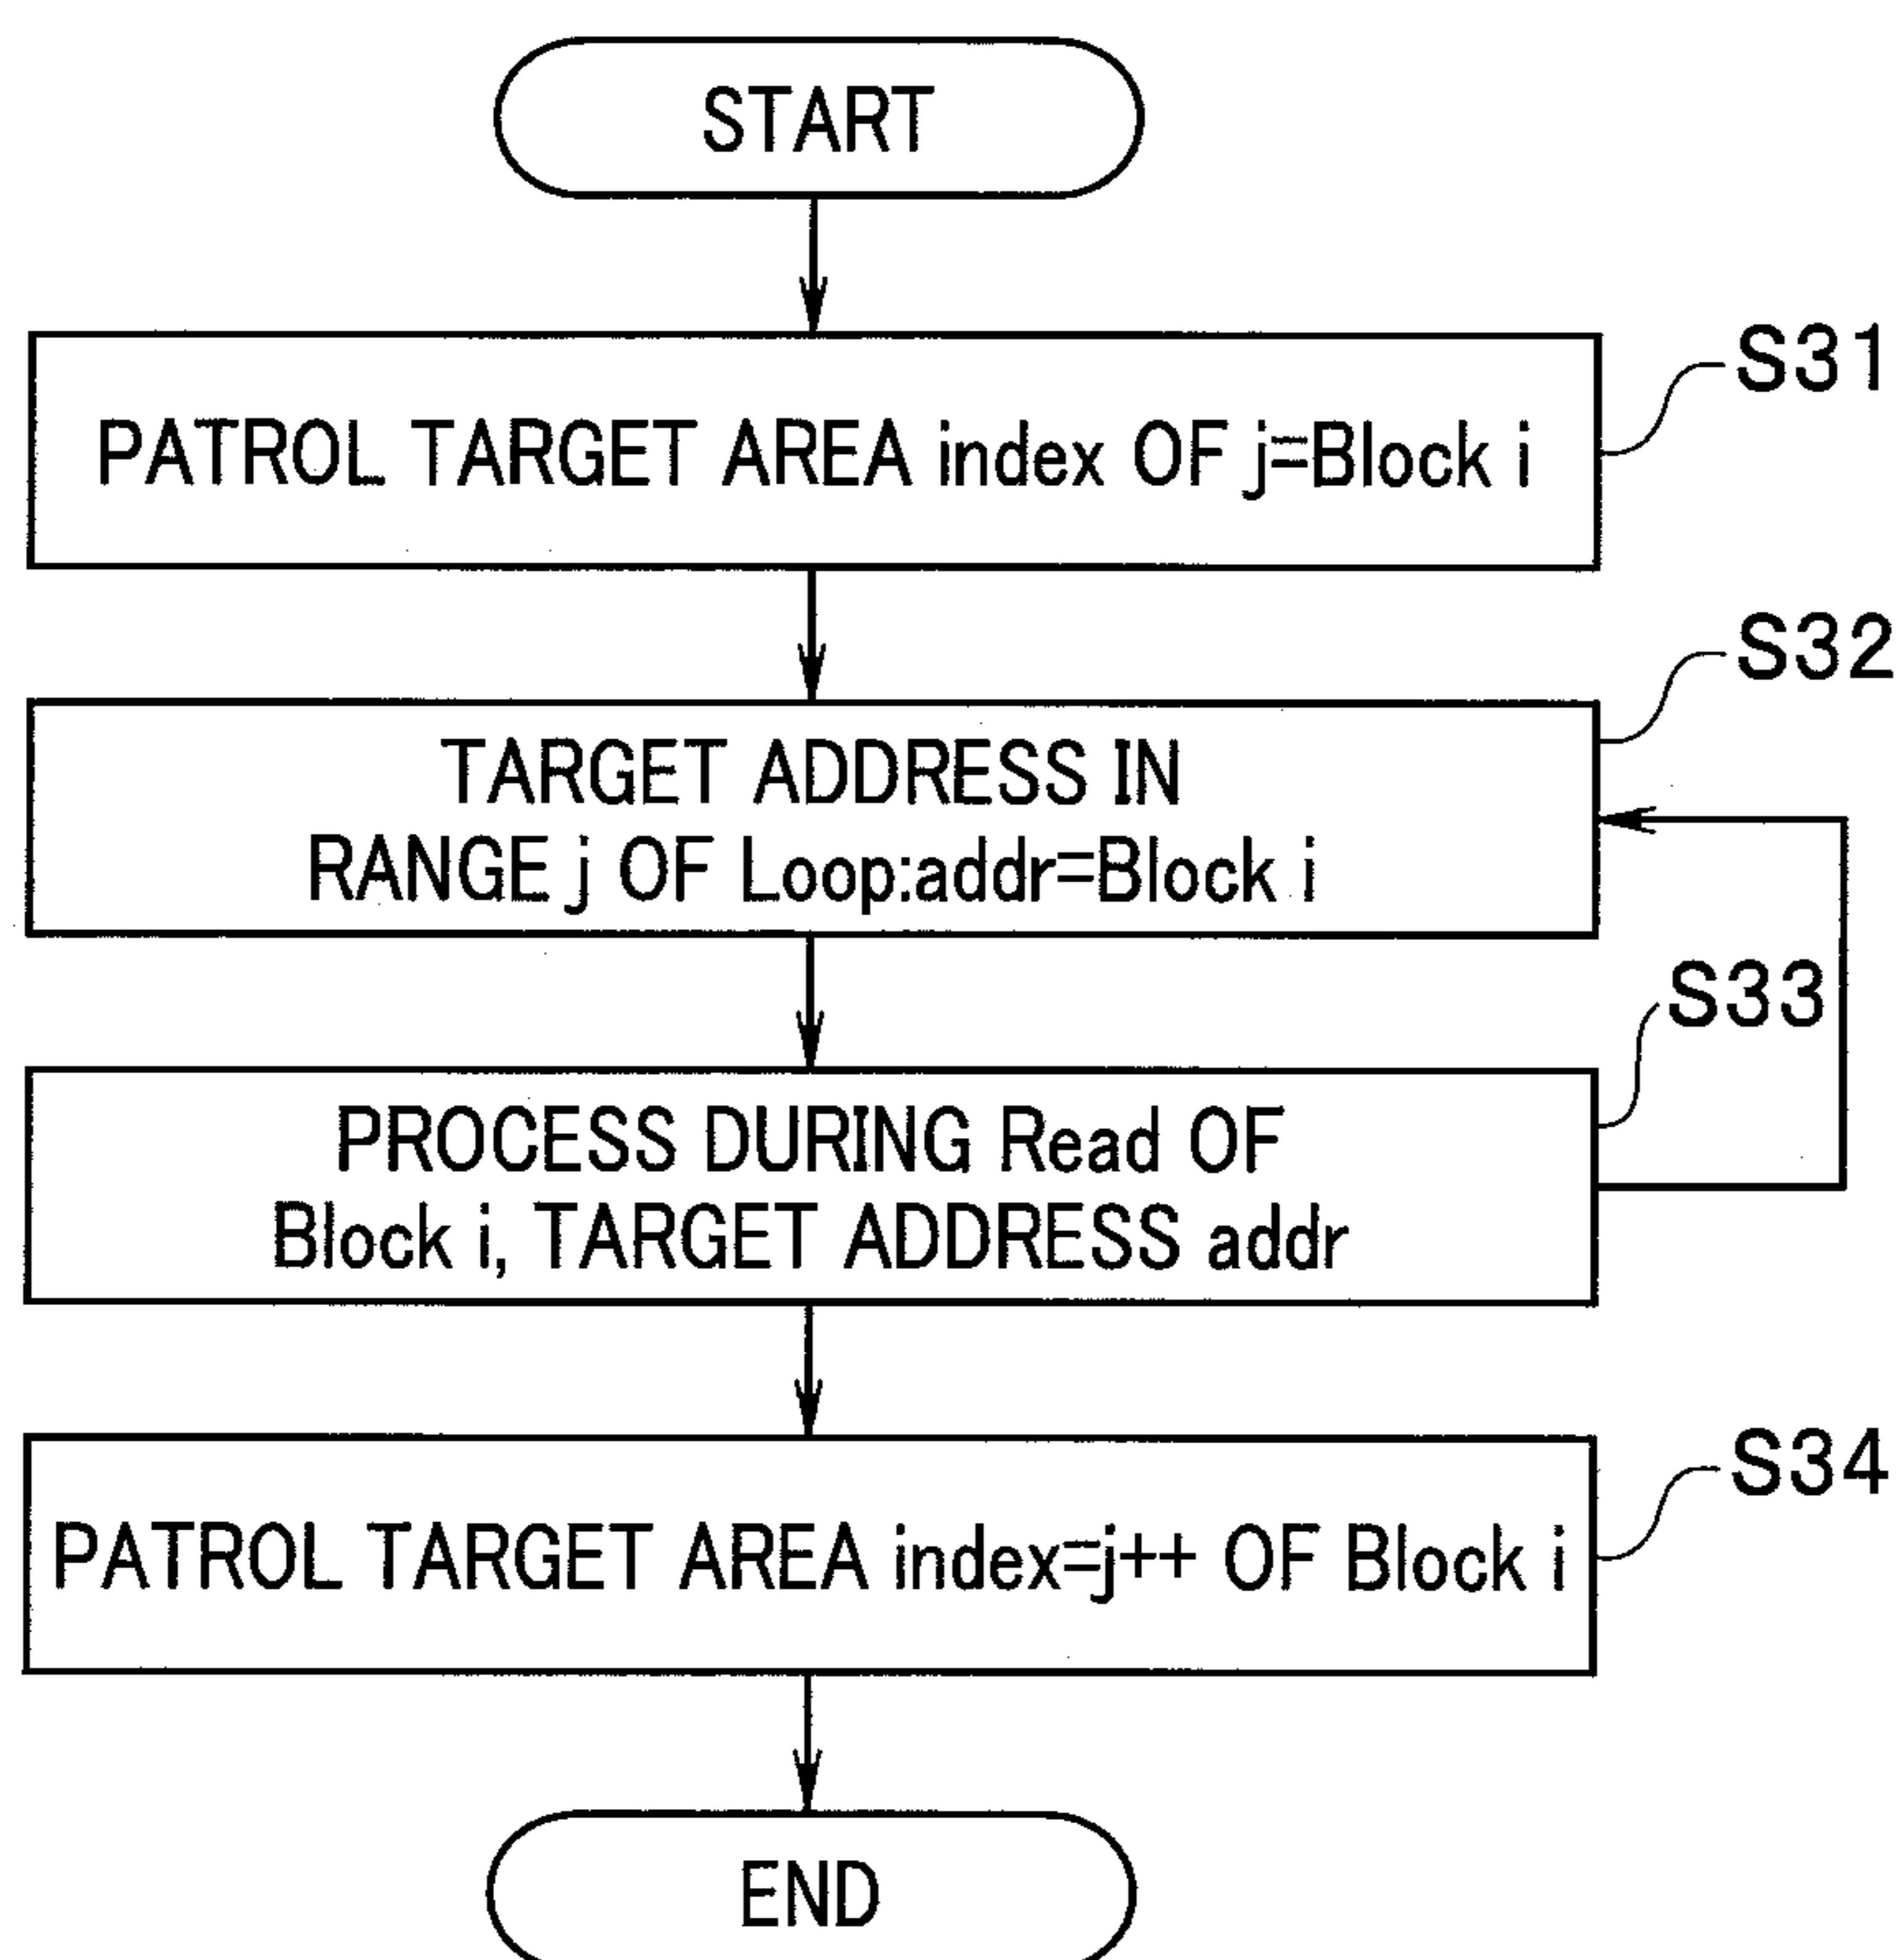 START
S31
PATROL TARGET AREA index OF j=Block i
S32
TARGET ADDRESS IN
RANGE j OF Loop:addr=Block i
S33
PROCESS DURING Read OF
Block i, TARGET ADDRESS addr
S34
PATROL TARGET AREA index=j++ OF Block i
END